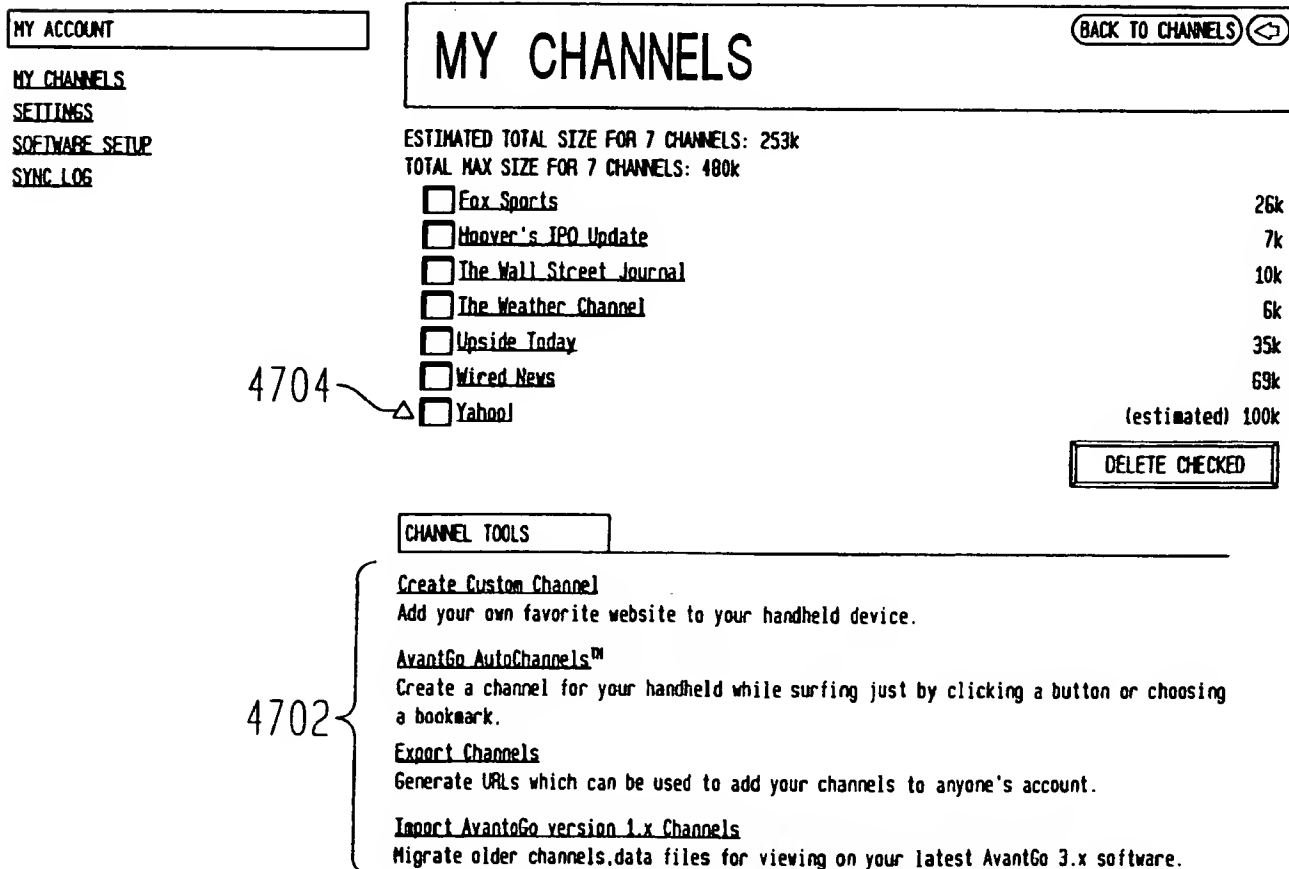 MY ACCOUNT
MY CHANNELS
SETTINGS
SOFTWARE SETUP
SYNC LOG
MY CHANNELS
BACK TO CHANNELS
ESTIMATED TOTAL SIZE FOR 7 CHANNELS: 253k
TOTAL MAX SIZE FOR 7 CHANNELS: 480k
Fox Sports 26k
Hoover's IPO Update 7k
The Wall Street Journal 10k
The Weather Channel 6k
Upside Today 35k
Wired News 69k
4704
Yahoo! (estimated) 100k
DELETE CHECKED
CHANNEL TOOLS
4702
Create Custom Channel
Add your own favorite website to your handheld device.
AvantGo AutoChannels™
Create a channel for your handheld while surfing just by clicking a button or choosing
a bookmark.
Export Channels
Generate URLs which can be used to add your channels to anyone's account.
Import AvantoGo version 1.x Channels
Migrate older channels.data files for viewing on your latest AvantGo 3.x software.